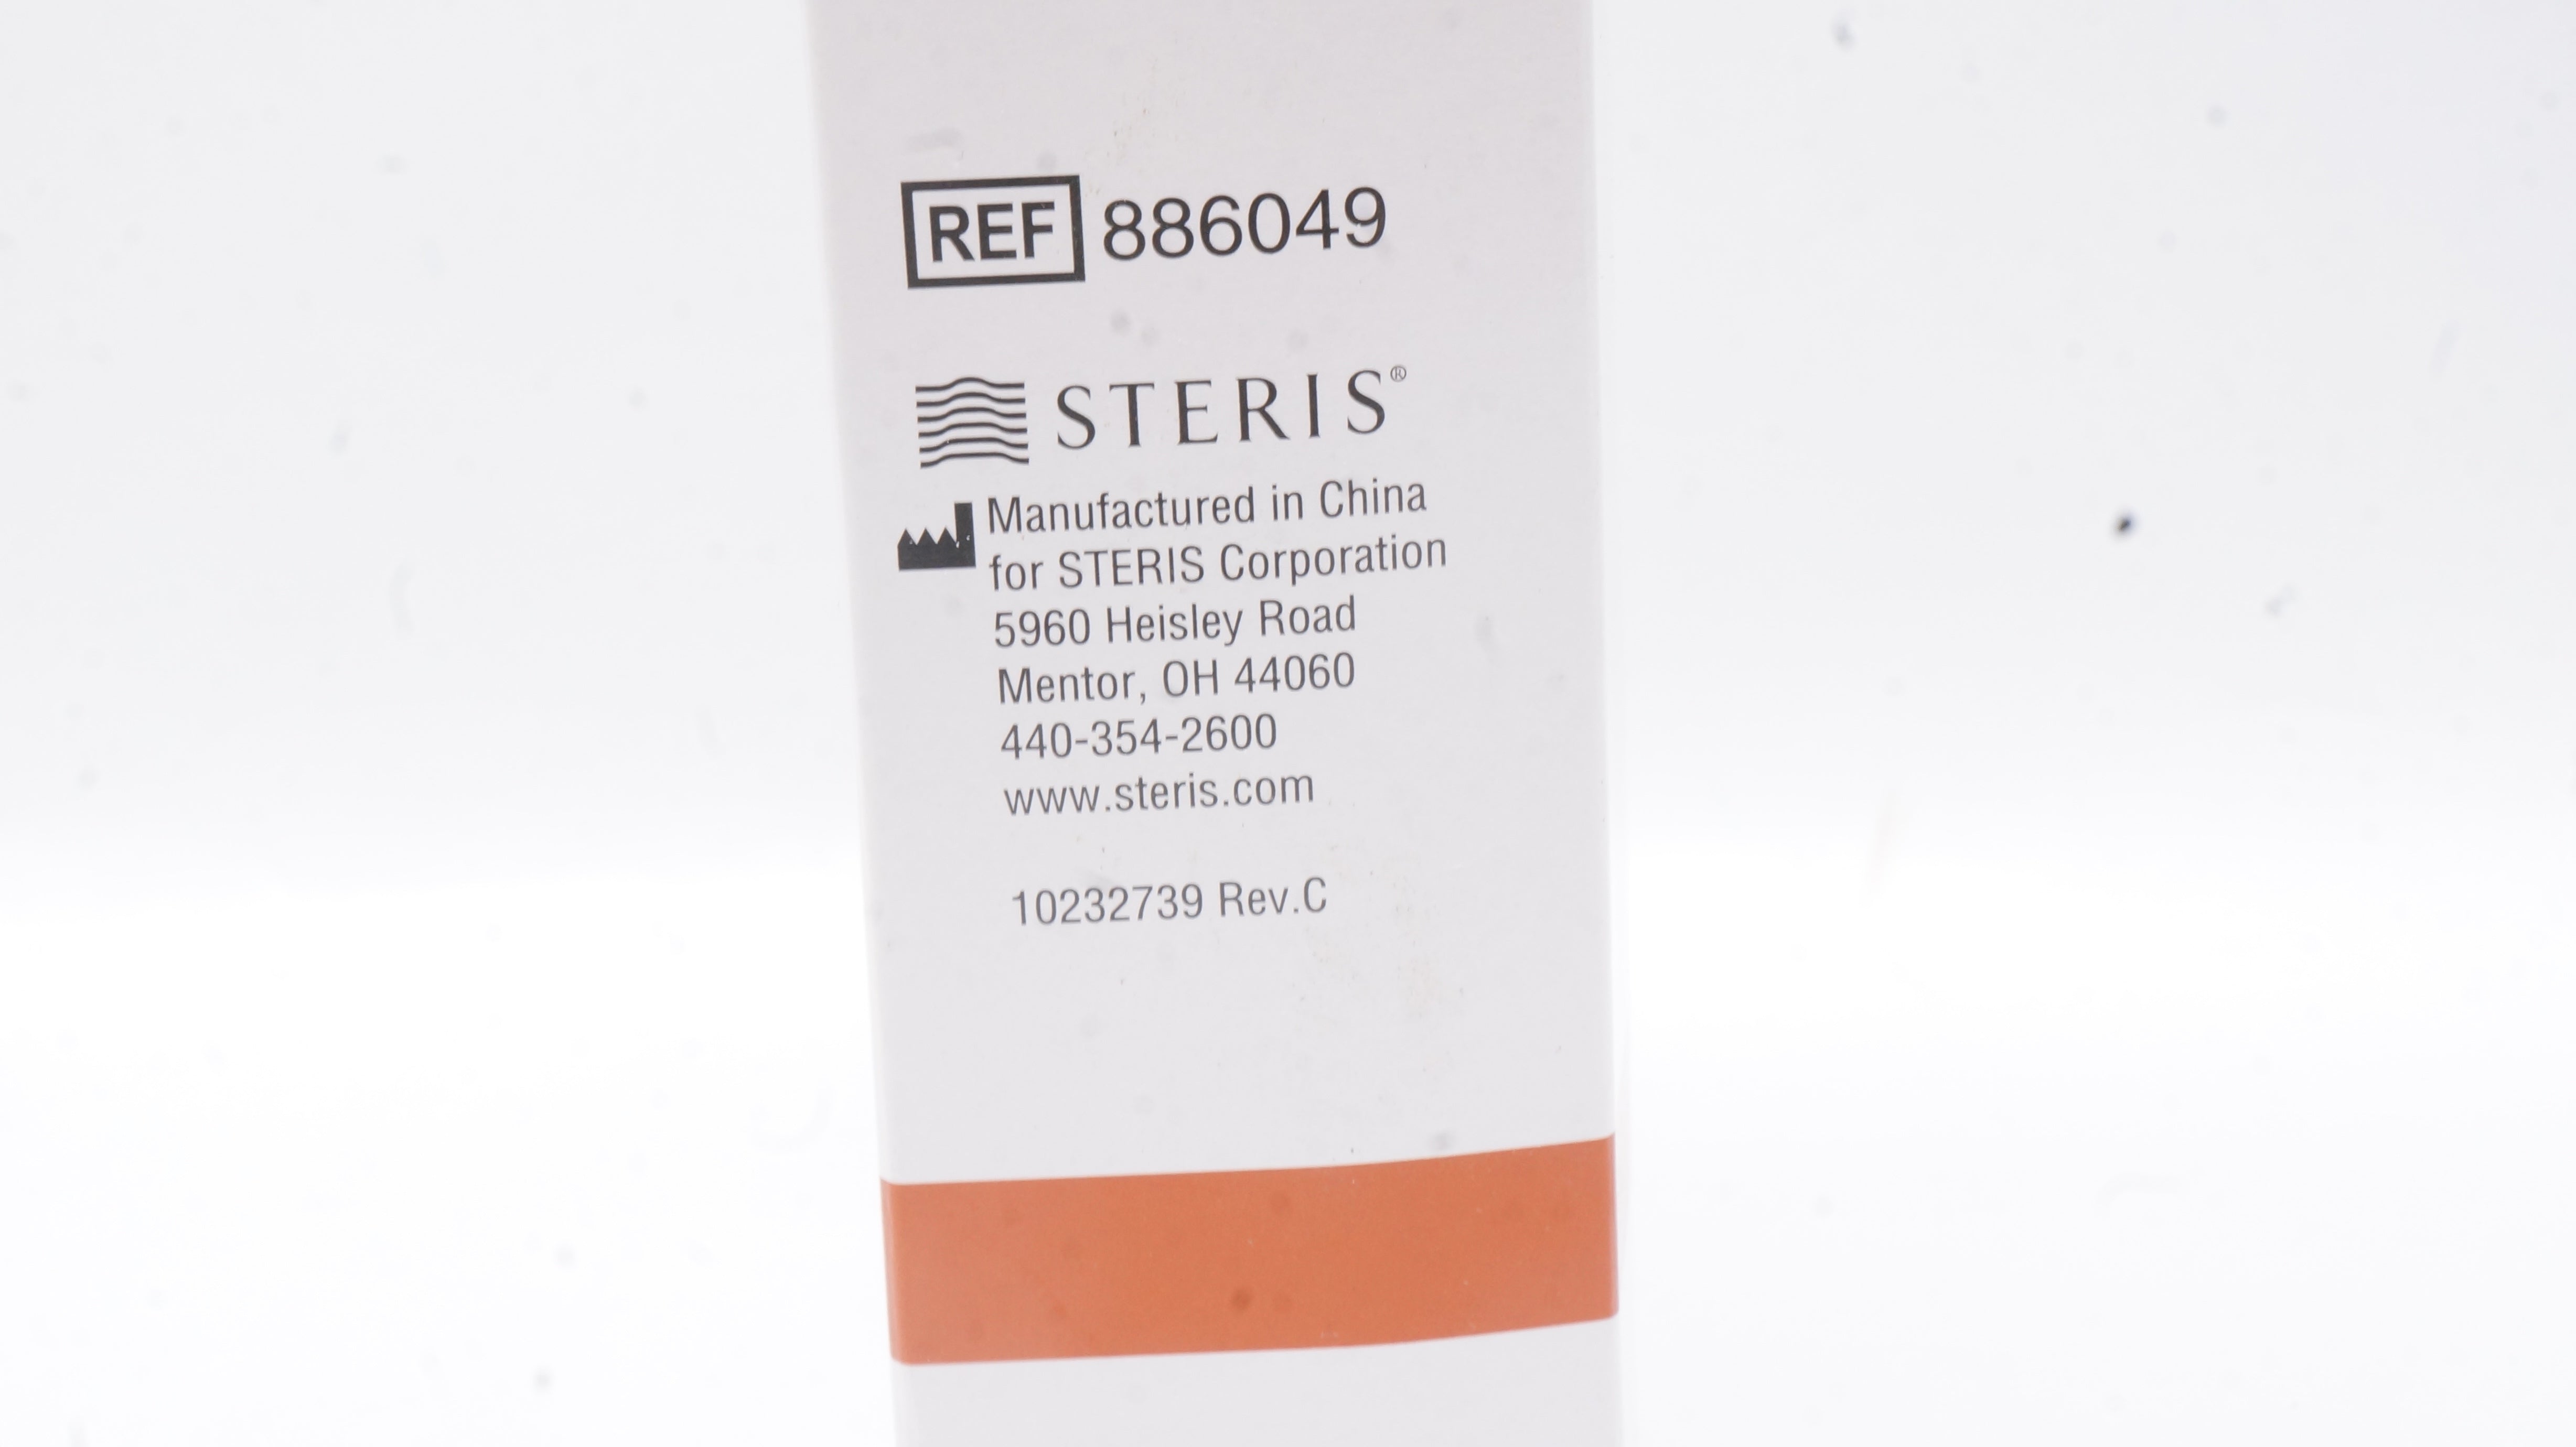 REF 886049
STERIS®
Manufactured in China
for STERIS Corporation
5960 Heisley Road
Mentor, OH 44060
440-354-2600
www.steris.com
10232739 Rev.C